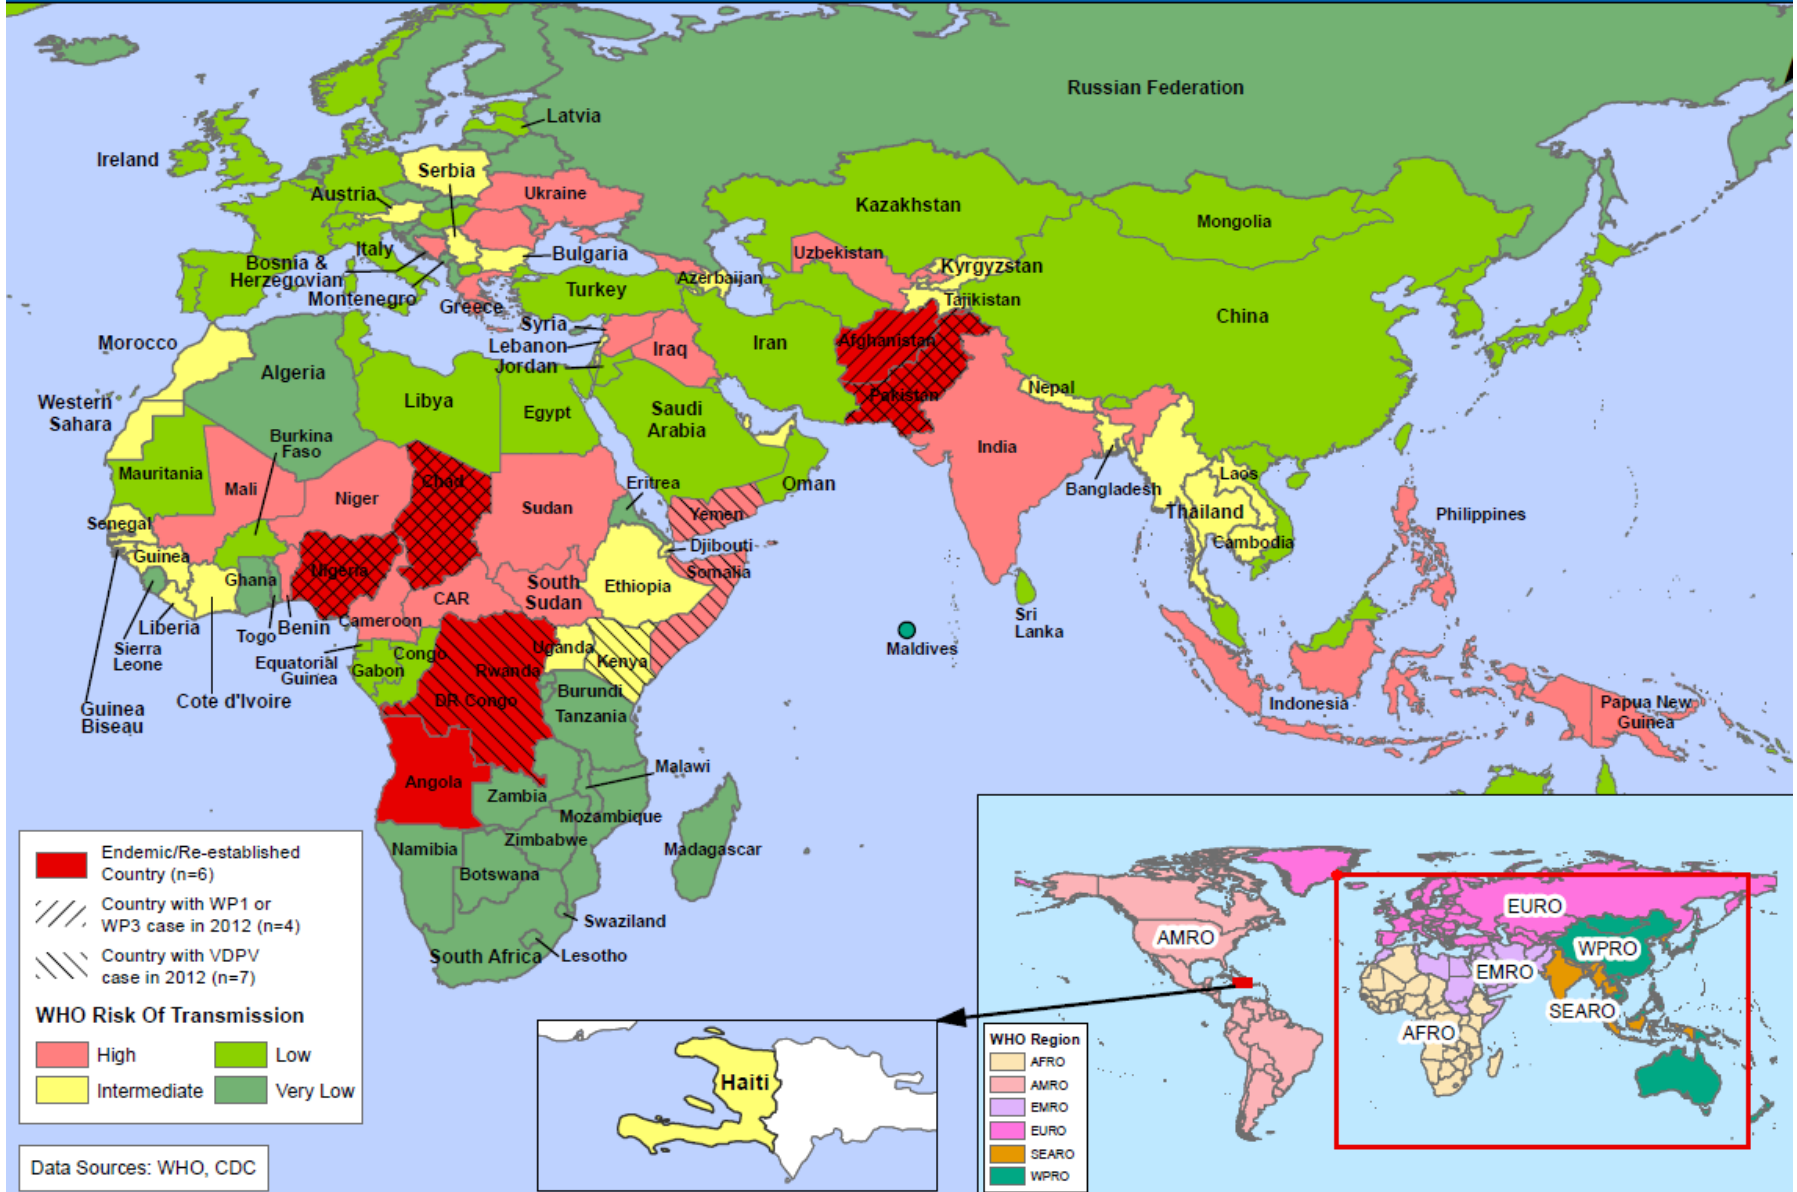 Russian Federation
Latvia
Ireland
Serbia
Ukraine
Austria
Kazakhstan
Mongolia
Italy
Bulgaria
Uzbekistan
Bosnia &
Herzegovian
Azerbaijan
Kyrgyzstan
Montenegro
Turkey
Tajikistan
Greece
China
Syria
Morocco
Lebanon
Iraq
Iran
Afghanistan
Jordan
Algeria
Nepal
Pakistan
Western
Sahara
Libya
Egypt
Saudi
Arabia
Burkina
Faso
India
Mauritania
Laos
Mali
Chad
Oman
Eritrea
Bangladesh
Niger
Sudan
Yemen
Thailand
Philippines
Senegal
Djibouti
Cambodia
Guinea
Nigeria
Somalia
Ghana
South
Sudan
Ethiopia
CAR
Liberia
Togo
Benin
Cameroon
Sri
Lanka
Sierra
Leone
Equatorial
Guinea
Congo
Uganda
Kenya
Maldives
Gabon
Rwanda
Guinea
Biseau
Cote d'Ivoire
DR Congo
Burundi
Tanzania
Indonesia
Papua New
Guinea
Malawi
Angola
Zambia
Mozambique
Zimbabwe
Namibia
Madagascar
Botswana
Swaziland
South Africa
Lesotho
Endemic/Re-established
Country (n=6)
Country with WP1 or
WP3 case in 2012 (n=4)
Country with VDPV
case in 2012 (n=7)
WHO Risk Of Transmission
High
Low
Intermediate
Very Low
Data Sources: WHO, CDC
Haiti
EURO
AMRO
WPRO
EMRO
SEARO
AFRO
WHO Region
AFRO
AMRO
EMRO
EURO
SEARO
WPRO